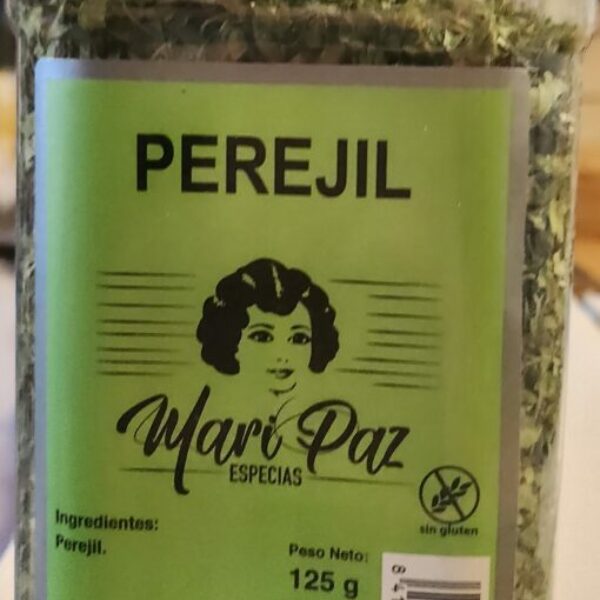 PEREJIL
Mari Paz
ESPECIAS
sin gluten
Ingredientes:
Perejil.
Peso Neto:
125 g